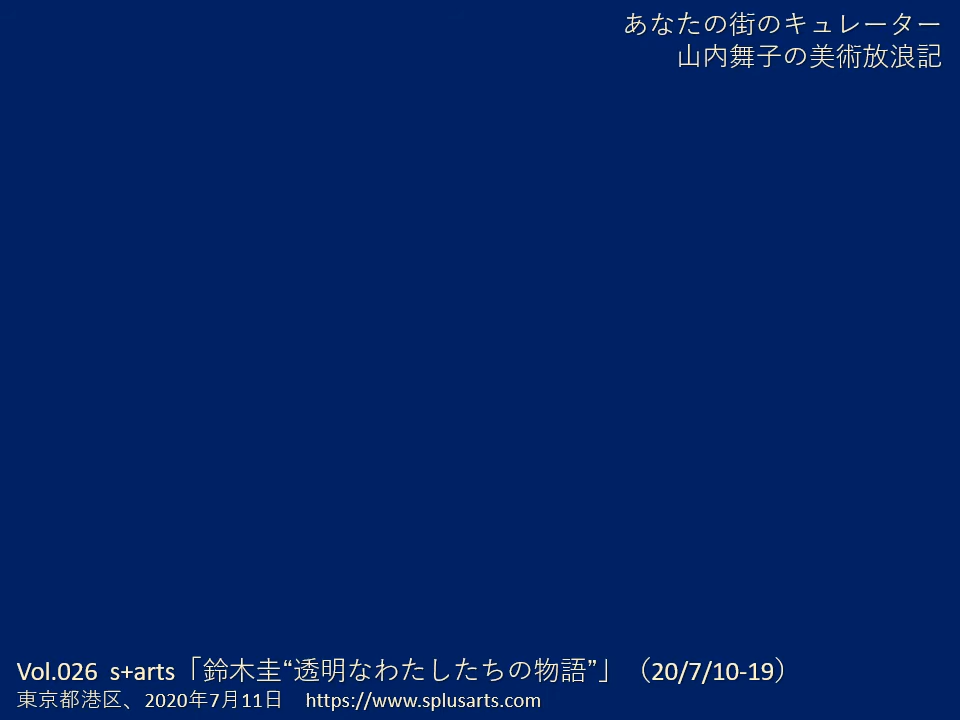 あなたの街のキュレーター
山内舞子の美術放浪記
Vol.026 s+arts「鈴木圭“透明なわたしたちの物語”」（20/7/10-19）
東京都港区、2020年7月11日 https://www.splusarts.com